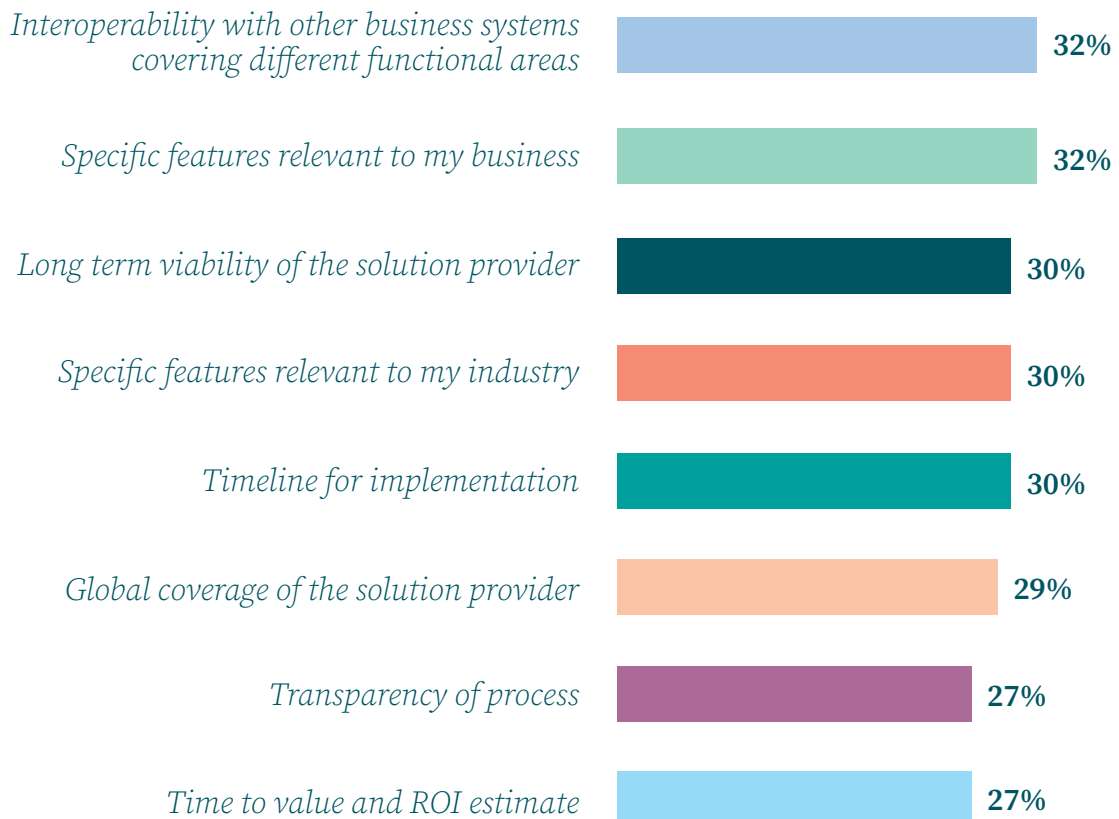 Interoperability with other business systems
covering different functional areas
32%
Specific features relevant to my business
32%
Long term viability of the solution provider
30%
Specific features relevant to my industry
30%
Timeline for implementation
30%
Global coverage of the solution provider
29%
Transparency of process
27%
Time to value and ROI estimate
27%